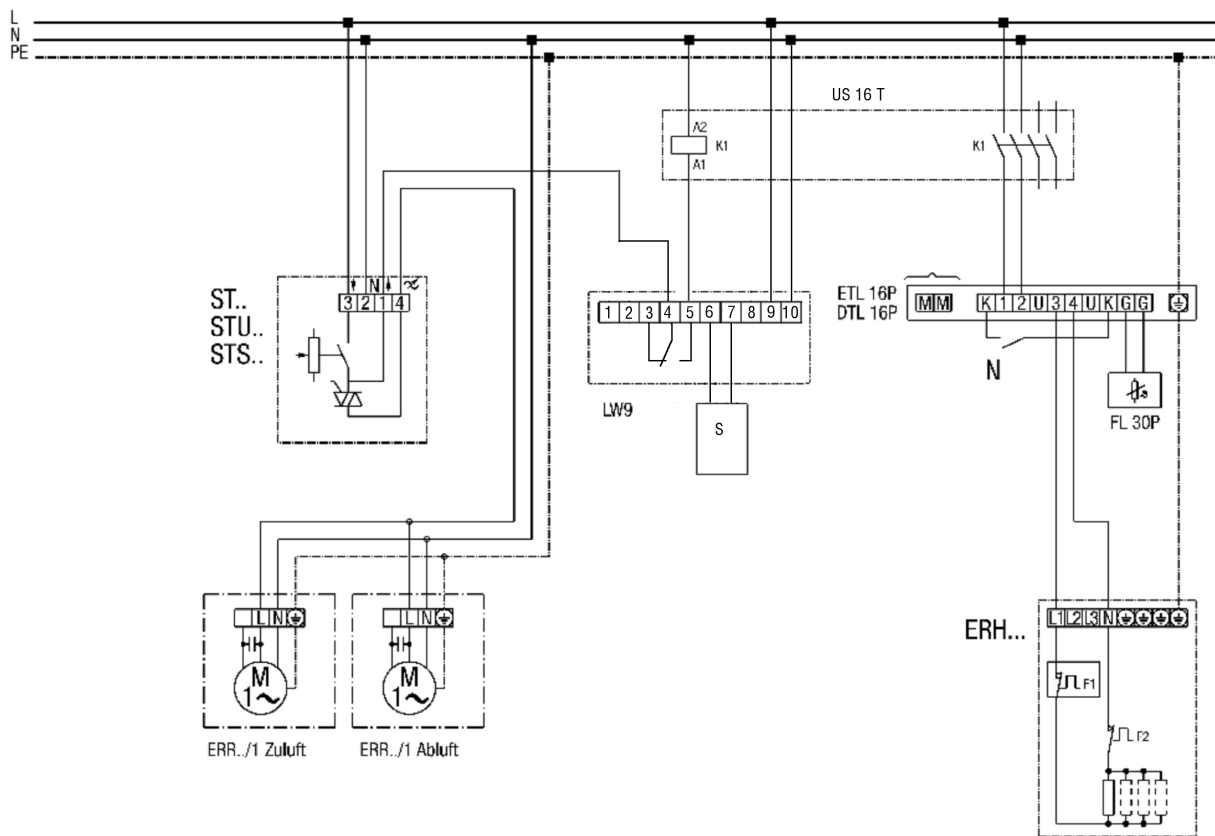 L
N
PE
US 16 T
A2
K1
A1
K1
ST..
STU..
STS..
N
3 2 1 4
1 2 3 4 5 6 7 8 9 10
LW9
S
ETL 16P
DTL 16P
M M K 1 2 U 3 4 U K G G
N
FL 30P
L N
M
1~
ERR../1 Zuluft
L N
M
1~
ERR../1 Abluft
ERH...
L1 L2 L3 N
F1
F2